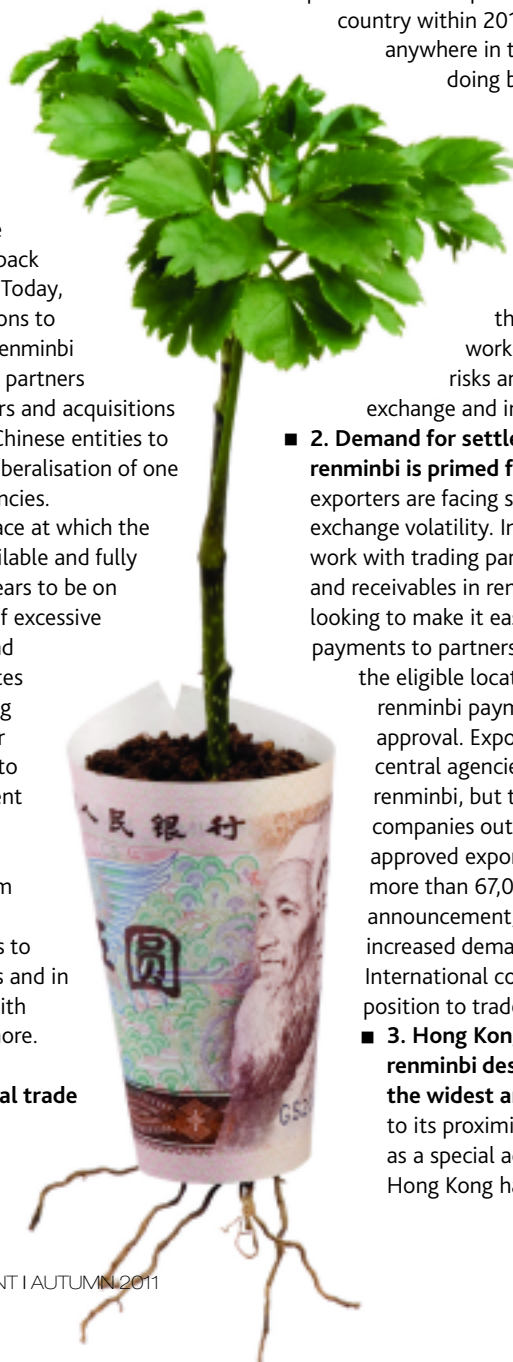 country within 201
anywhere in t
doing b
e
back
Today,
ons to
enminbi
partners
rs and acquisitions
Chinese entities to
beralisation of one
ncies.
ace at which the
ilable and fully
ears to be on
f excessive
nd
tes
g
r
to
ent
m
s to
s and in
ith
more.
al trade
th
work
risks an
exchange and in
■ 2. Demand for settle
renminbi is primed f
exporters are facing s
exchange volatility. In
work with trading par
and receivables in ren
looking to make it eas
payments to partners
the eligible locat
renminbi paym
approval. Expo
central agencie
renminbi, but t
companies out
approved expor
more than 67,0
announcement,
increased dema
International co
position to trade
■ 3. Hong Kon
renminbi des
the widest ar
to its proximi
as a special ad
Hong Kong ha
人民银行
圆
G52
NT I AUTUMN 2011